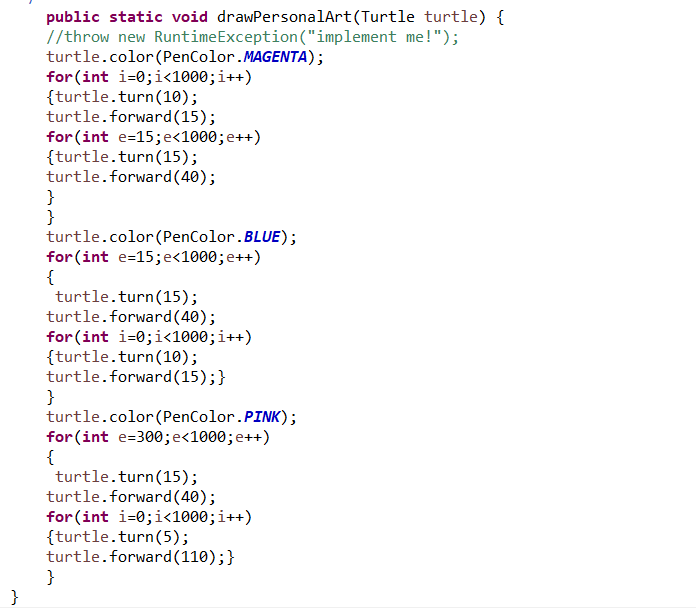 public static void drawPersonalArt(Turtle turtle) {
//throw new RuntimeException("implement me!");
turtle.color(PenColor.MAGENTA);
for(int i=0;i<1000;i++)
{turtle.turn(10);
turtle.forward(15);
for(int e=15;e<1000;e++)
{turtle.turn(15);
turtle.forward(40);
}
}
turtle.color(PenColor.BLUE);
for(int e=15;e<1000;e++)
{
turtle.turn(15);
turtle.forward(40);
for(int i=0;i<1000;i++)
{turtle.turn(10);
turtle.forward(15);}
}
turtle.color(PenColor.PINK);
for(int e=300;e<1000;e++)
{
turtle.turn(15);
turtle.forward(40);
for(int i=0;i<1000;i++)
{turtle.turn(5);
turtle.forward(110);}
}
}